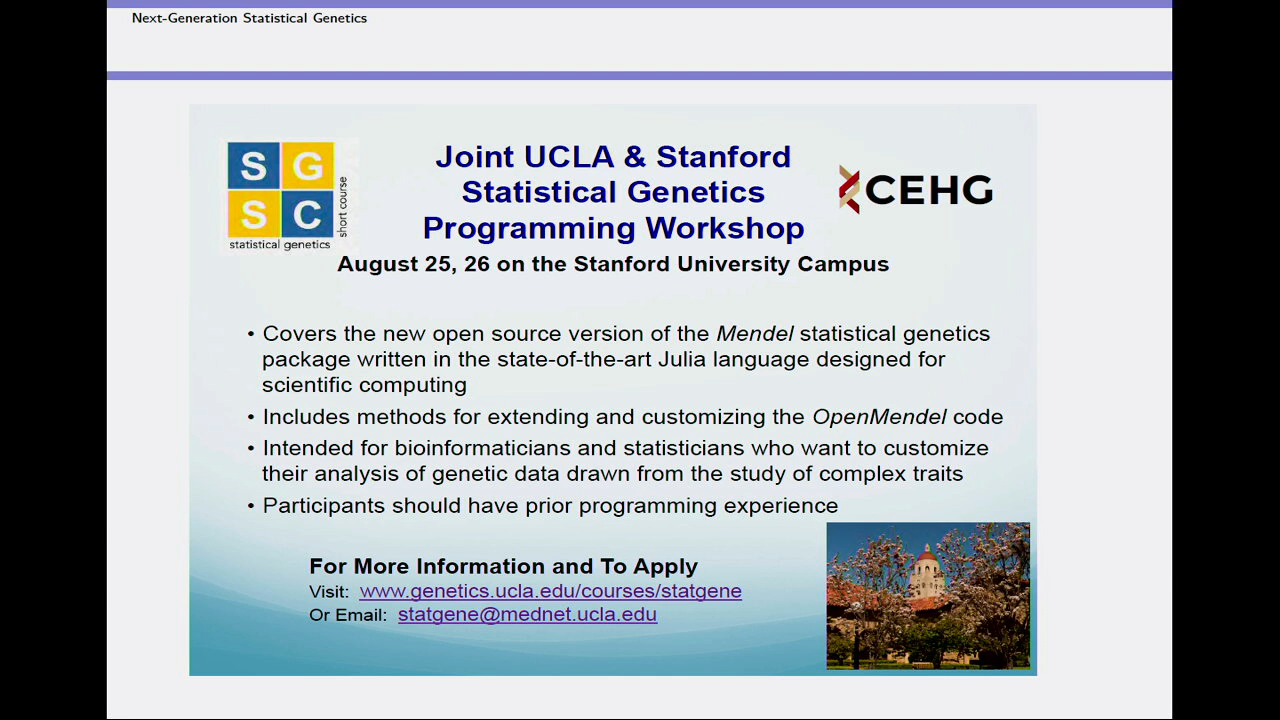 Next-Generation Statistical Genetics
S G
S C
short course
statistical genetics
Joint UCLA & Stanford
Statistical Genetics
Programming Workshop
CEHG
August 25, 26 on the Stanford University Campus
• Covers the new open source version of the Mendel statistical genetics
package written in the state-of-the-art Julia language designed for
scientific computing
• Includes methods for extending and customizing the OpenMendel code
• Intended for bioinformaticians and statisticians who want to customize
their analysis of genetic data drawn from the study of complex traits
• Participants should have prior programming experience
For More Information and To Apply
Visit: www.genetics.ucla.edu/courses/statgene
Or Email: statgene@mednet.ucla.edu